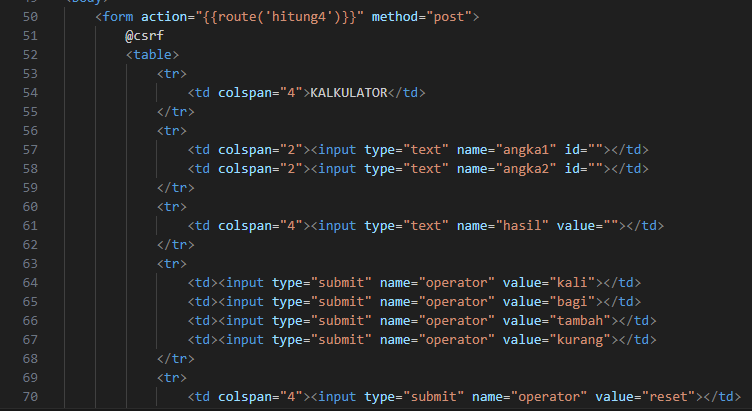 49 <body>
50 <form action="{{route('hitung4')}}" method="post">
51 @csrf
52 <table>
53 <tr>
54 <td colspan="4">KALKULATOR</td>
55 </tr>
56 <tr>
57 <td colspan="2"><input type="text" name="angka1" id=""></td>
58 <td colspan="2"><input type="text" name="angka2" id=""></td>
59 </tr>
60 <tr>
61 <td colspan="4"><input type="text" name="hasil" value=""></td>
62 </tr>
63 <tr>
64 <td><input type="submit" name="operator" value="kali"></td>
65 <td><input type="submit" name="operator" value="bagi"></td>
66 <td><input type="submit" name="operator" value="tambah"></td>
67 <td><input type="submit" name="operator" value="kurang"></td>
68 </tr>
69 <tr>
70 <td colspan="4"><input type="submit" name="operator" value="reset"></td>